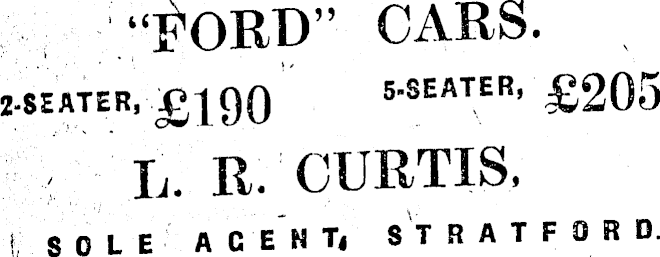 "FORD" CARS.
2-SEATER, £190 5-SEATER, £205
L. R. CURTIS,
SOLE AGENT, STRATFORD.